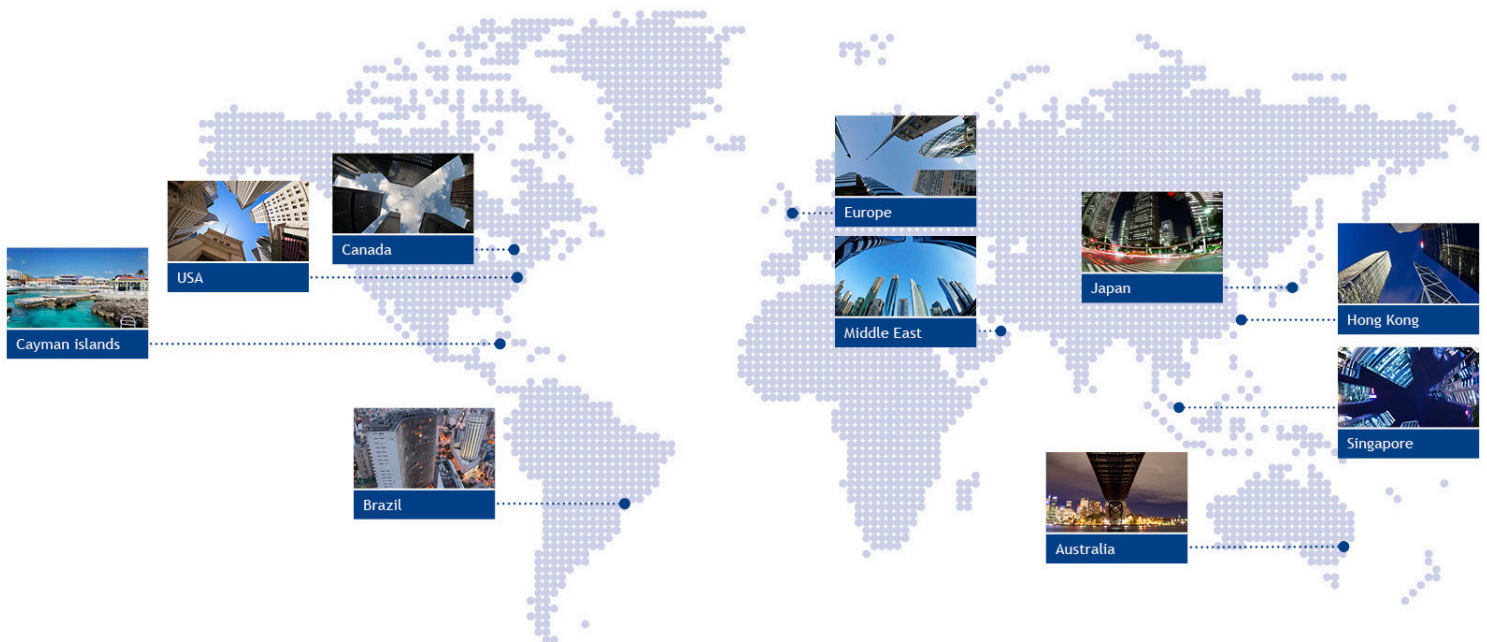 Canada
USA
Cayman islands
Brazil
Europe
Middle East
Japan
Hong Kong
Singapore
Australia